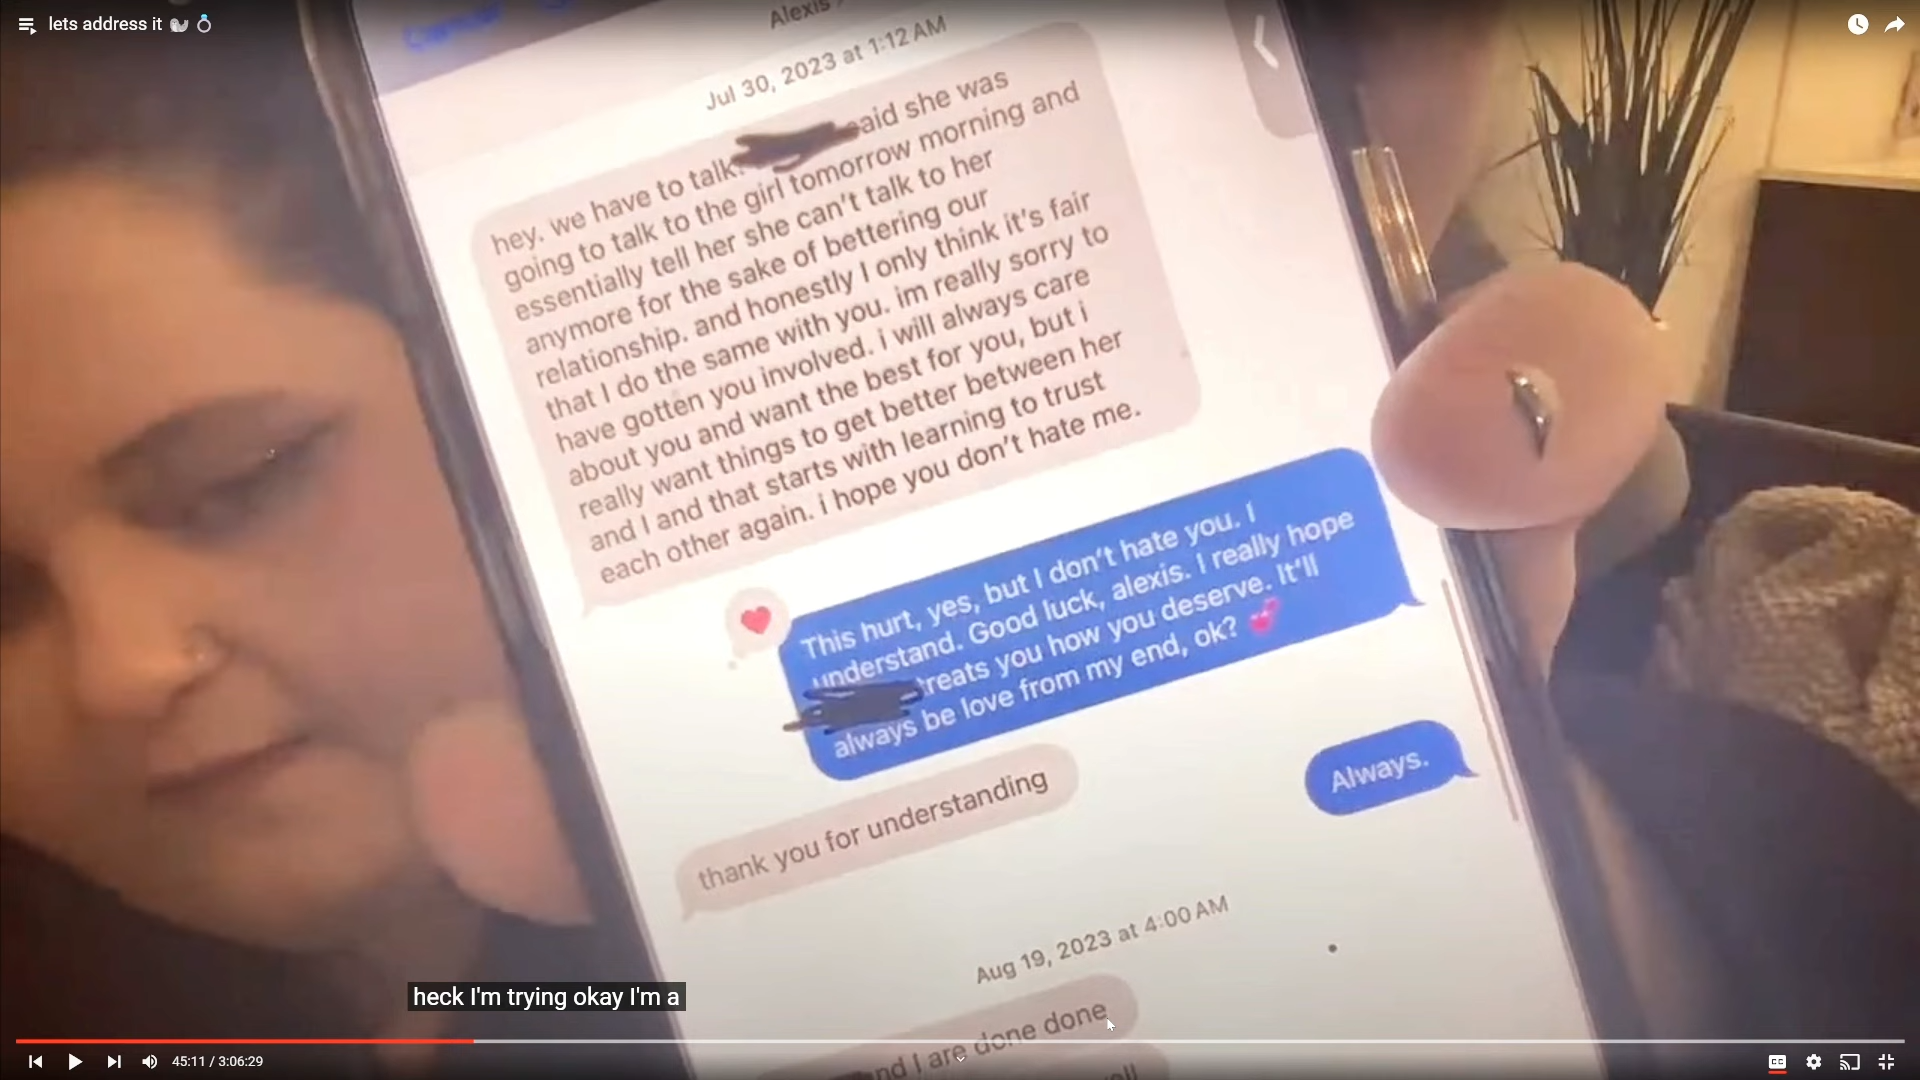 lets address it
Alexis
Jul 30, 2023 at 1:12 AM
hey. we have to talk. said she was
going to talk to the girl tomorrow morning and
essentially tell her she can't talk to her
anymore for the sake of bettering our
relationship. and honestly I only think it's fair
that I do the same with you. im really sorry to
have gotten you involved. i will always care
about you and want the best for you, but i
really want things to get better between her
and I and that starts with learning to trust
each other again. i hope you don't hate me.
This hurt, yes, but I don't hate you. I
understand. Good luck, alexis. I really hope
treats you how you deserve. It'll
always be love from my end, ok? 💕
thank you for understanding
Always.
Aug 19, 2023 at 4:00 AM
and I are done done
heck I'm trying okay I'm a
45:11 / 3:06:29
CC